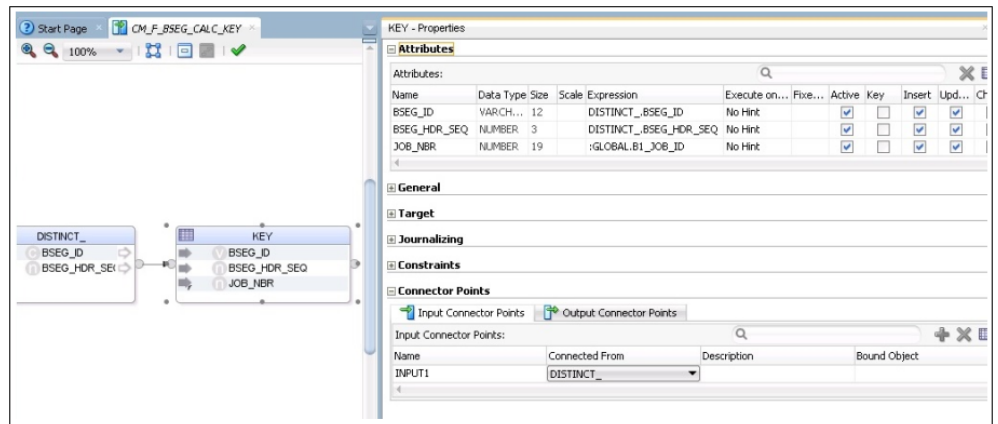 Start Page
CM_F_BSEG_CALC_KEY
100%
DISTINCT_
BSEG_ID
BSEG_HDR_SE(
KEY
BSEG_ID
BSEG_HDR_SEQ
JOB_NBR
KEY - Properties
Attributes
Attributes:
Name Data Type Size Scale Expression Execute on... Fixe... Active Key Insert Upd... Ch
BSEG_ID VARCH... 12 DISTINCT_.BSEG_ID No Hint
BSEG_HDR_SEQ NUMBER 3 DISTINCT_.BSEG_HDR_SEQ No Hint
JOB_NBR NUMBER 19 :GLOBAL.B1_JOB_ID No Hint
General
Target
Journalizing
Constraints
Connector Points
Input Connector Points Output Connector Points
Input Connector Points:
Name Connected From Description Bound Object
INPUT1 DISTINCT_